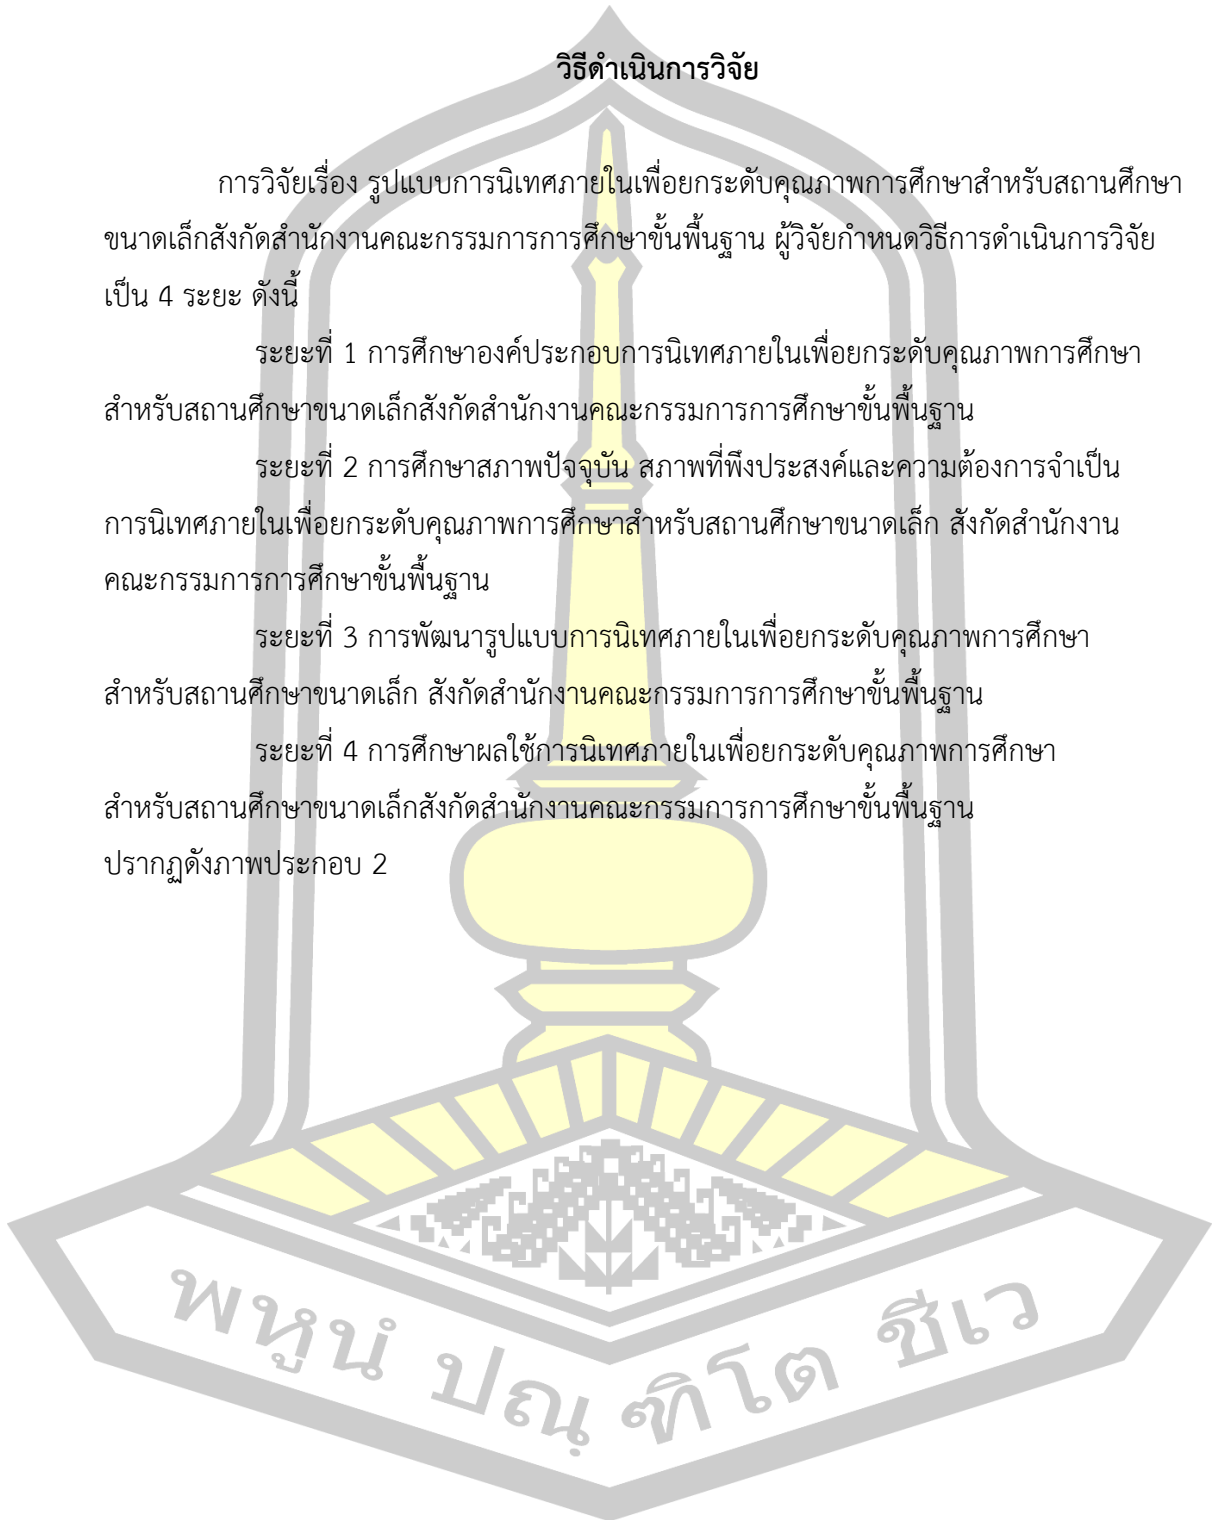 วิธีดำเนินการวิจัย
การวิจัยเรื่อง รูปแบบการนิเทศภายในเพื่อยกระดับคุณภาพการศึกษาสำหรับสถานศึกษา
ขนาดเล็กสังกัดสำนักงานคณะกรรมการการศึกษาขั้นพื้นฐาน ผู้วิจัยกำหนดวิธีการดำเนินการวิจัย
เป็น 4 ระยะ ดังนี้
ระยะที่ 1 การศึกษาองค์ประกอบการนิเทศภายในเพื่อยกระดับคุณภาพการศึกษา
สำหรับสถานศึกษาขนาดเล็กสังกัดสำนักงานคณะกรรมการการศึกษาขั้นพื้นฐาน
ระยะที่ 2 การศึกษาสภาพปัจจุบัน สภาพที่พึงประสงค์และความต้องการจำเป็น
การนิเทศภายในเพื่อยกระดับคุณภาพการศึกษาสำหรับสถานศึกษาขนาดเล็ก สังกัดสำนักงาน
คณะกรรมการการศึกษาขั้นพื้นฐาน
ระยะที่ 3 การพัฒนารูปแบบการนิเทศภายในเพื่อยกระดับคุณภาพการศึกษา
สำหรับสถานศึกษาขนาดเล็ก สังกัดสำนักงานคณะกรรมการการศึกษาขั้นพื้นฐาน
ระยะที่ 4 การศึกษาผลใช้การนิเทศภายในเพื่อยกระดับคุณภาพการศึกษา
สำหรับสถานศึกษาขนาดเล็กสังกัดสำนักงานคณะกรรมการการศึกษาขั้นพื้นฐาน
ปรากฏดังภาพประกอบ 2
พหูนํ ปณฺ ฑิโต ชีเว